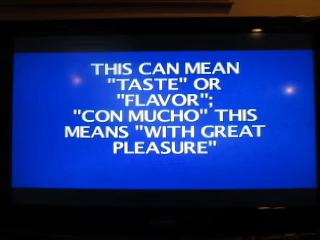 THIS CAN MEAN
"TASTE" OR
"FLAVOR";
"CON MUCHO" THIS
MEANS "WITH GREAT
PLEASURE"